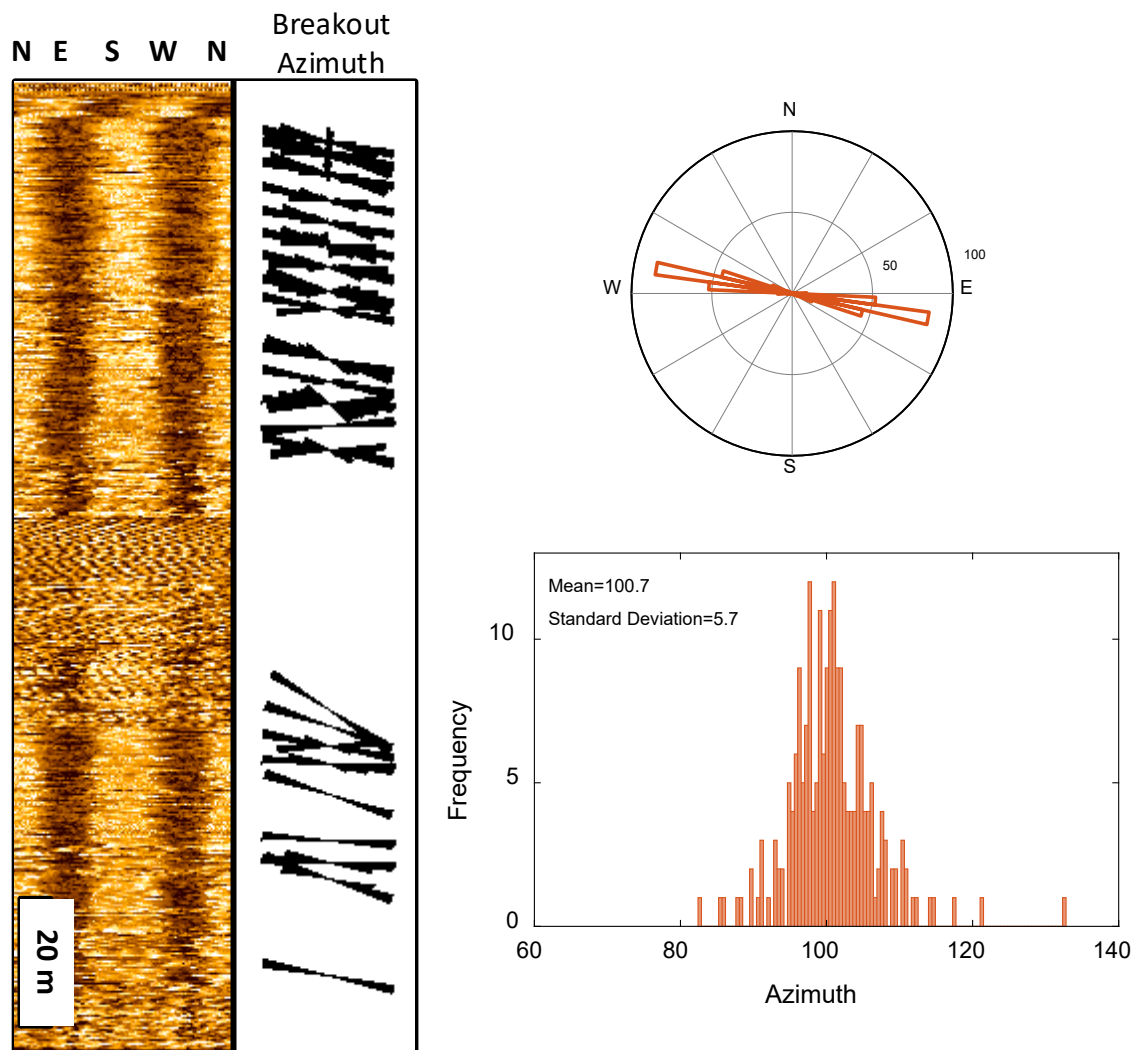 N E S W N
Breakout
Azimuth
20 m
N
100
50
W
E
S
Mean=100.7
Standard Deviation=5.7
10
5
0
Frequency
60 80 100 120 140
Azimuth